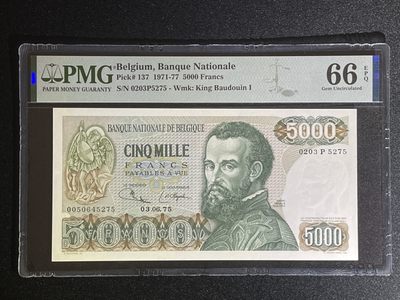 PMG
PAPER MONEY GUARANTY
Belgium, Banque Nationale
Pick# 137 1971-77 5000 Francs
S/N 0203P5275 - Wmk: King Baudouin I
66 EPQ
Gem Uncirculated
BANQUE NATIONALE DE BELGIQUE
5000
CINQ MILLE
0203 P 5275
FRANCS
PAYABLES A VUE
0050645275
03.06.75
5 FRANCS
5000